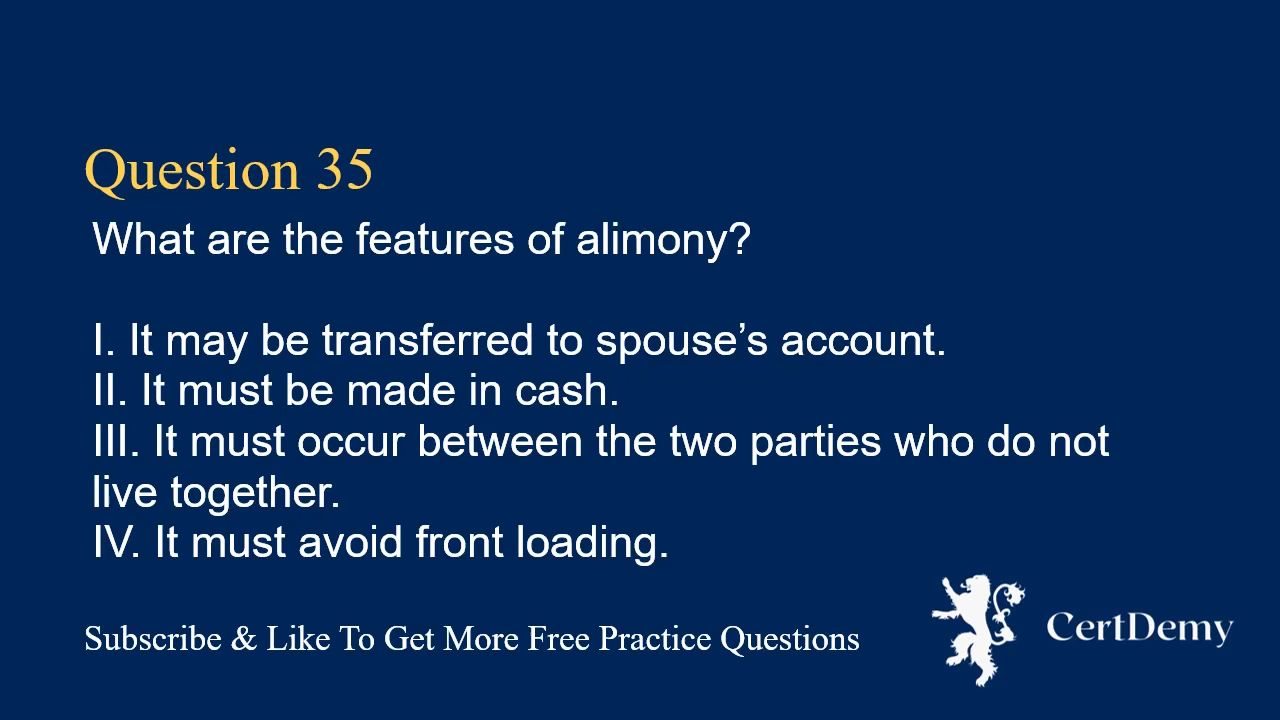 Question 35
What are the features of alimony?
I. It may be transferred to spouse’s account.
II. It must be made in cash.
III. It must occur between the two parties who do not
live together.
IV. It must avoid front loading.
Subscribe & Like To Get More Free Practice Questions
CertDemy